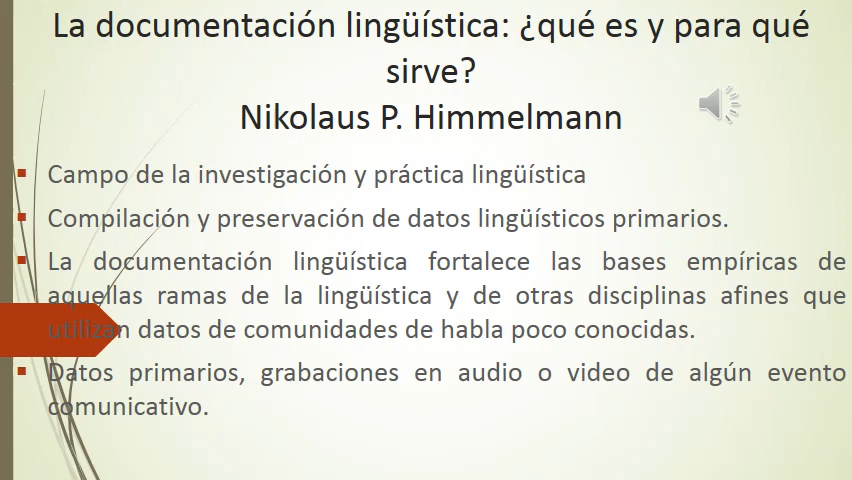 La documentación lingüística: ¿qué es y para qué
sirve?
Nikolaus P. Himmelmann
Campo de la investigación y práctica lingüística
Compilación y preservación de datos lingüísticos primarios.
La documentación lingüística fortalece las bases empíricas de
aquellas ramas de la lingüística y de otras disciplinas afines que
utilizan datos de comunidades de habla poco conocidas.
Datos primarios, grabaciones en audio o video de algún evento
comunicativo.